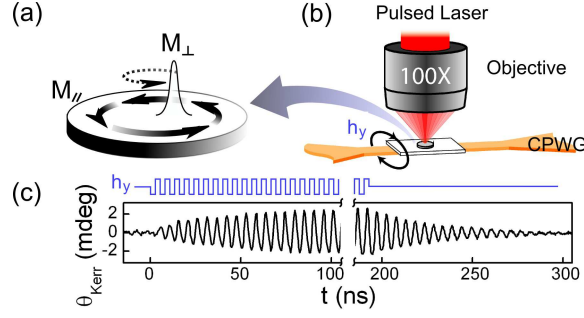 (a)
M⊥
M//
(b)
Pulsed Laser
100X
Objective
hy
CPWG
(c)
hy
θKerr (mdeg)
2
0
-2
0 50 100 200 250 300
t (ns)